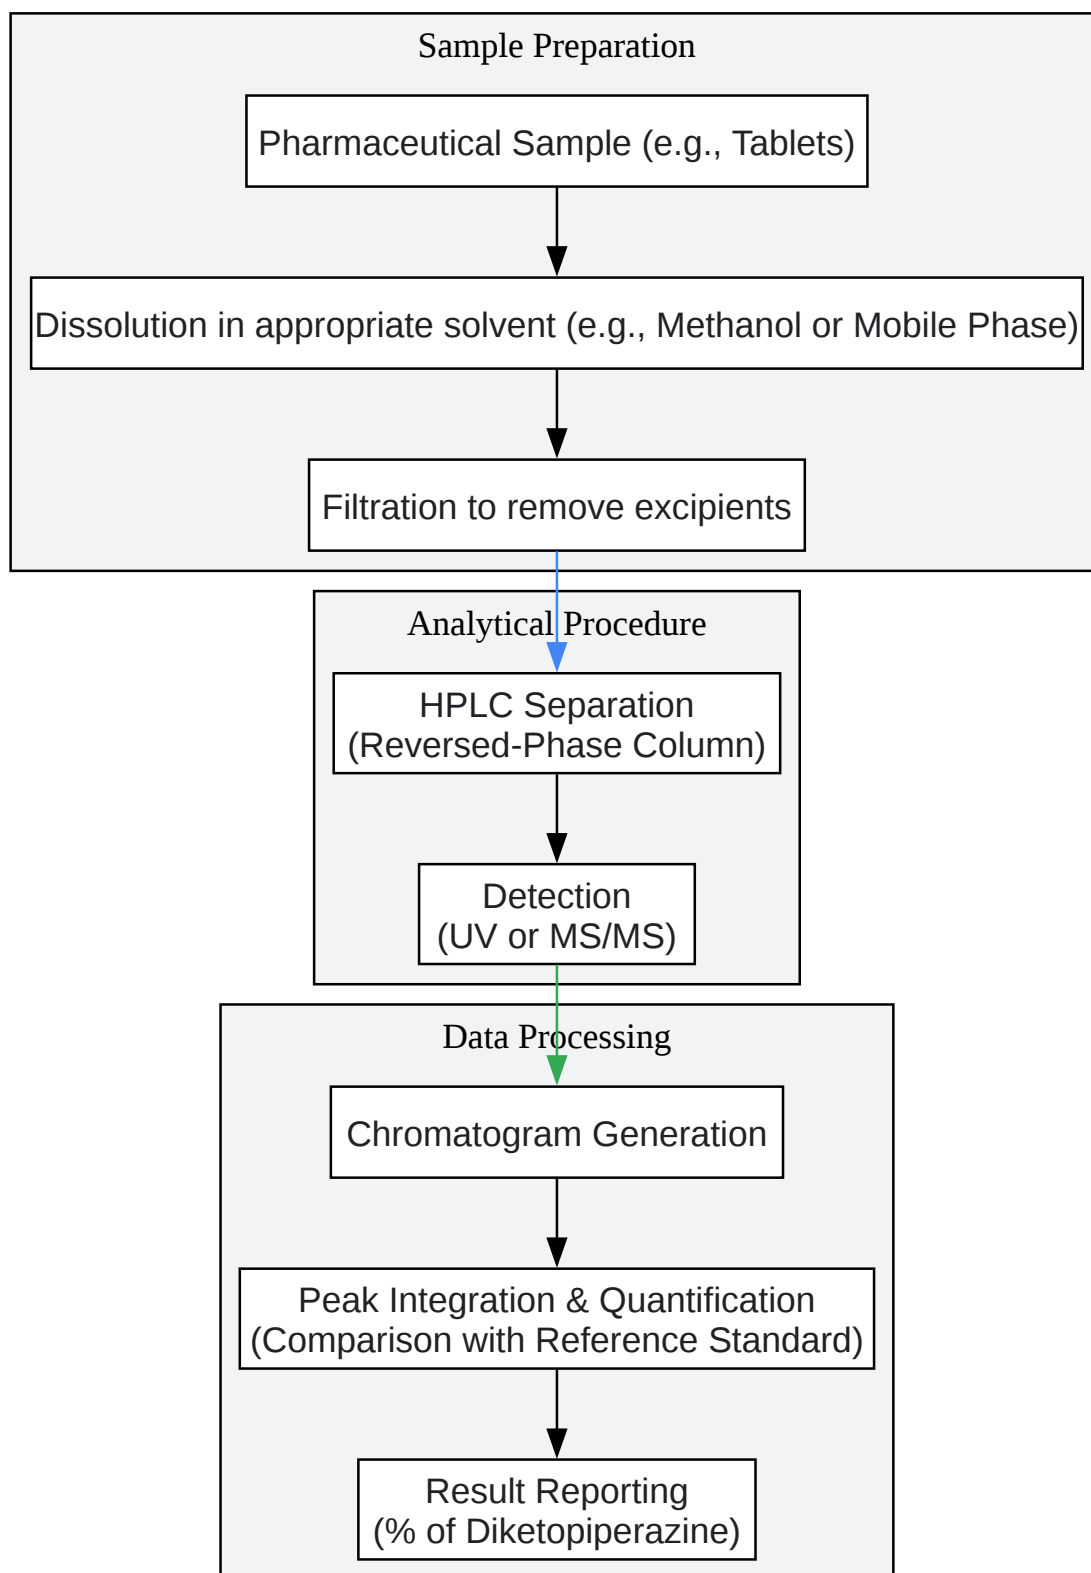 Sample Preparation
Pharmaceutical Sample (e.g., Tablets)
Dissolution in appropriate solvent (e.g., Methanol or Mobile Phase)
Filtration to remove excipients
Analytical Procedure
HPLC Separation
(Reversed-Phase Column)
Detection
(UV or MS/MS)
Data Processing
Chromatogram Generation
Peak Integration & Quantification
(Comparison with Reference Standard)
Result Reporting
(% of Diketopiperazine)